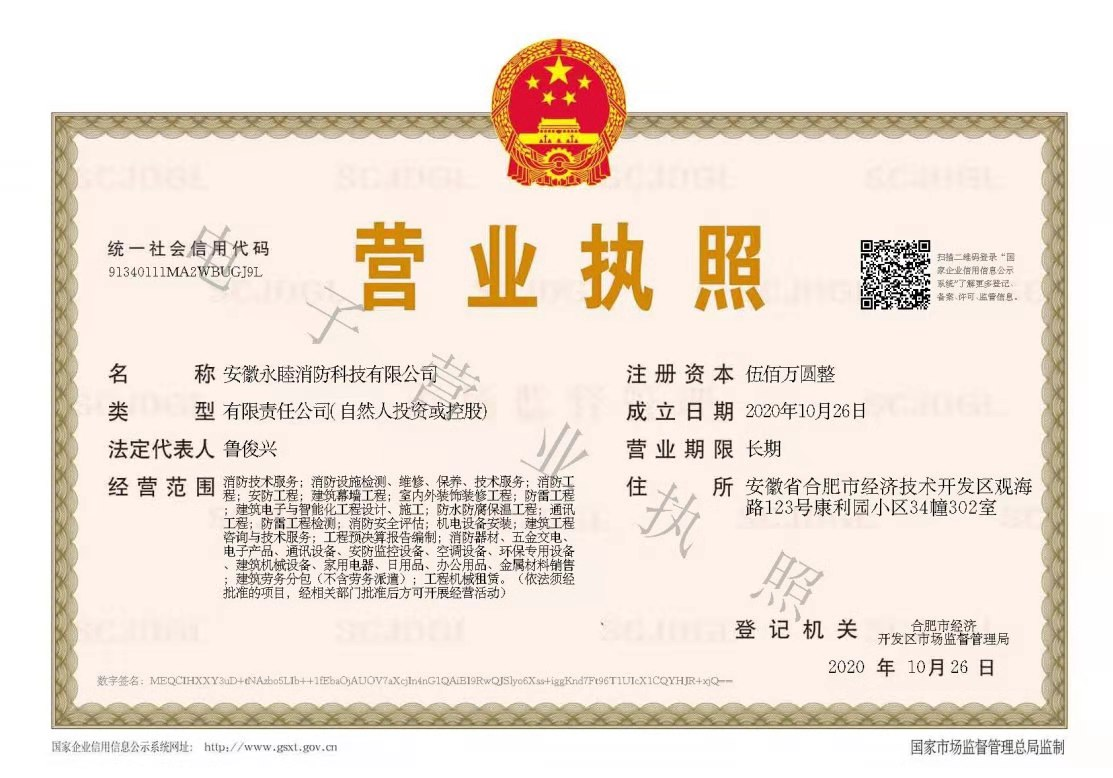 统一社会信用代码
91340111MA2WBUGJ9L
营业执照
扫描二维码登录“国
家企业信用信息公示
系统”了解更多登记、
备案、许可、监管信息。
名 称 安徽永睦消防科技有限公司
类 型 有限责任公司(自然人投资或控股)
法定代表人 鲁俊兴
经营范围 消防技术服务；消防设施检测、维修、保养、技术服务；消防工
程；安防工程；建筑幕墙工程；室内外装饰装修工程；防雷工程
；建筑电子与智能化工程设计、施工；防水防腐保温工程；通讯
工程；防雷工程检测；消防安全评估；机电设备安装；建筑工程
咨询与技术服务；工程预决算报告编制；消防器材、五金交电、
电子产品、通讯设备、安防监控设备、空调设备、环保专用设备
、建筑机械设备、家用电器、日用品、办公用品、金属材料销售
；建筑劳务分包（不含劳务派遣）；工程机械租赁。（依法须经
批准的项目，经相关部门批准后方可开展经营活动）
注册资本 伍佰万圆整
成立日期 2020年10月26日
营业期限 长期
住 所 安徽省合肥市经济技术开发区观海
路123号康利园小区34幢302室
电子营业执照
登记机关
合肥市经济
开发区市场监督管理局
2020 年 10月26 日
数字签名：
国家企业信用信息公示系统网址： http://www.gsxt.gov.cn
国家市场监督管理总局监制